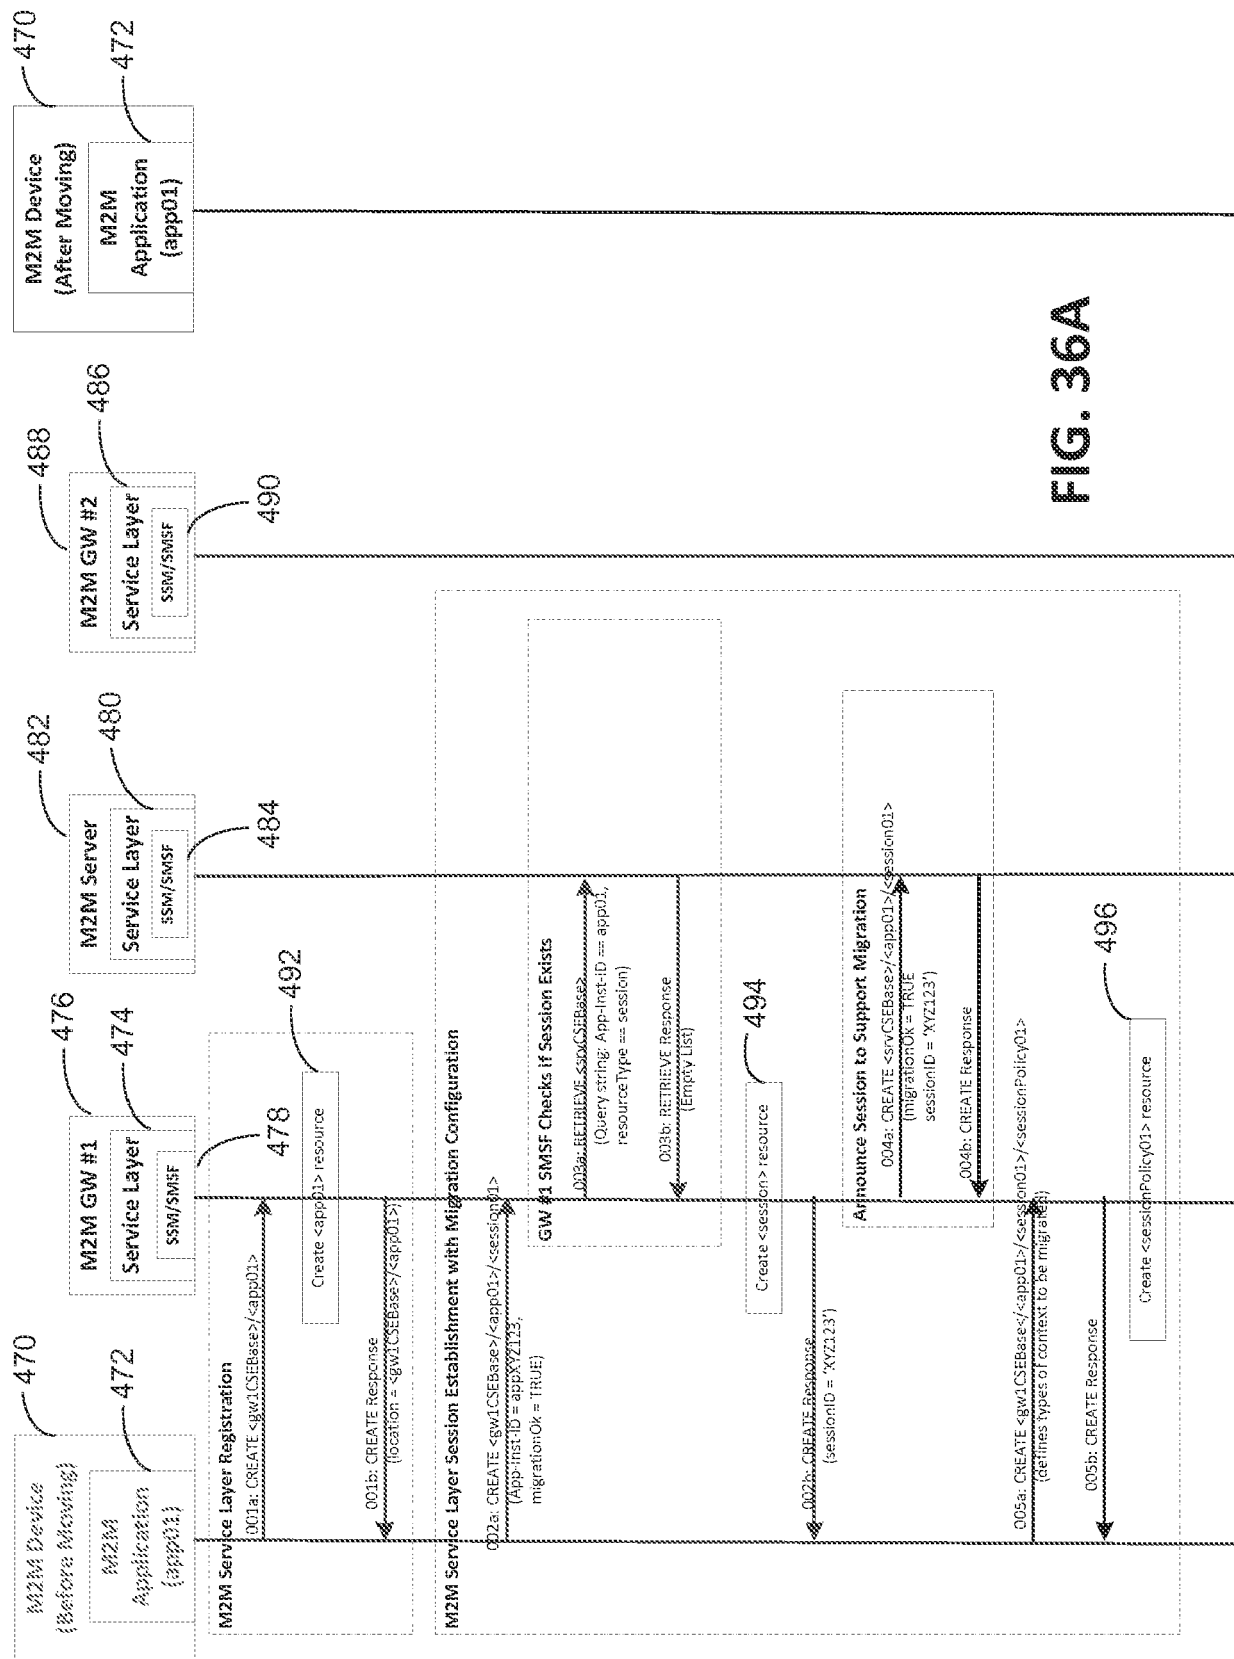 470
472
M2M Device
(Before Moving)
M2M
Application
(app01)
476
474
478
M2M GW #1
Service Layer
SSM/SMSF
482
480
484
M2M Server
Service Layer
SSM/SMSF
488
486
490
M2M GW #2
Service Layer
SSM/SMSF
470
472
M2M Device
(After Moving)
M2M
Application
(app01)
M2M Service Layer Registration
001a: CREATE <gw1CSEBase>/<app01>
492
Create <app01> resource
001b: CREATE Response
(location = <gw1CSEBase>/<app01>)
M2M Service Layer Session Establishment with Migration Configuration
002a: CREATE <gw1CSEBase>/<app01>/<session01>
(App-Inst-ID = appXYZ123,
migrationOk = TRUE)
GW #1 SMSF Checks if Session Exists
003a: RETRIEVE <srvCSEBase>
(Query string: App-Inst-ID == app01,
resourceType == session)
003b: RETRIEVE Response
(Empty List)
494
Create <session> resource
002b: CREATE Response
(sessionID = 'XYZ123')
Announce Session to Support Migration
004a: CREATE <srvCSEBase>/<app01>/<session01>
(migrationOk = TRUE
sessionID = 'XYZ123')
004b: CREATE Response
005a: CREATE <gw1CSEBase</<app01>/<session01>/<sessionPolicy01>
(defines types of context to be migrated)
005b: CREATE Response
496
Create <sessionPolicy01> resource
FIG. 36A